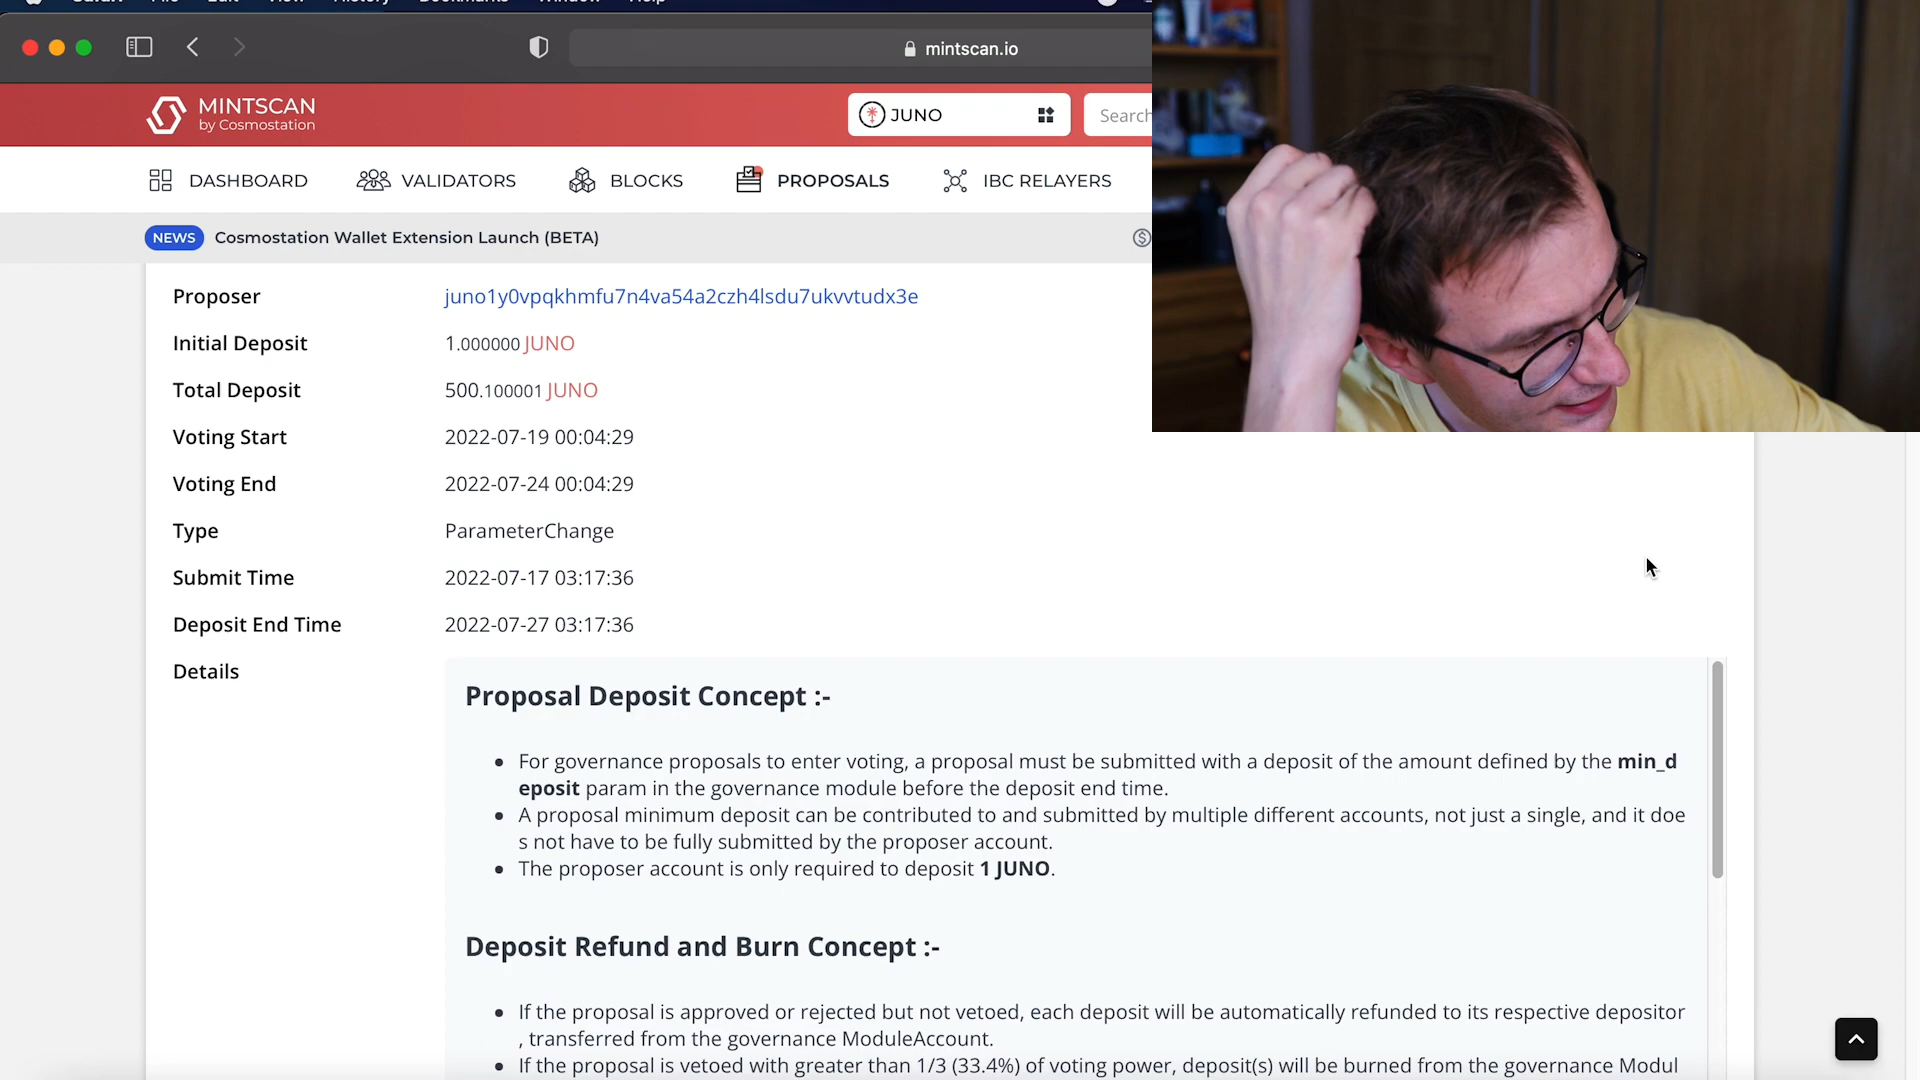 mintscan.io
MINTSCAN
by Cosmostation
JUNO
Search
DASHBOARD
VALIDATORS
BLOCKS
PROPOSALS
IBC RELAYERS
NEWS Cosmostation Wallet Extension Launch (BETA)
Proposer juno1y0vpqkhmfu7n4va54a2czh4lsdu7ukvvtudx3e
Initial Deposit 1.000000 JUNO
Total Deposit 500.100001 JUNO
Voting Start 2022-07-19 00:04:29
Voting End 2022-07-24 00:04:29
Type ParameterChange
Submit Time 2022-07-17 03:17:36
Deposit End Time 2022-07-27 03:17:36
Details
Proposal Deposit Concept :-
• For governance proposals to enter voting, a proposal must be submitted with a deposit of the amount defined by the min_d
eposit param in the governance module before the deposit end time.
• A proposal minimum deposit can be contributed to and submitted by multiple different accounts, not just a single, and it doe
s not have to be fully submitted by the proposer account.
• The proposer account is only required to deposit 1 JUNO.
Deposit Refund and Burn Concept :-
• If the proposal is approved or rejected but not vetoed, each deposit will be automatically refunded to its respective depositor
, transferred from the governance ModuleAccount.
• If the proposal is vetoed with greater than 1/3 (33.4%) of voting power, deposit(s) will be burned from the governance Modul